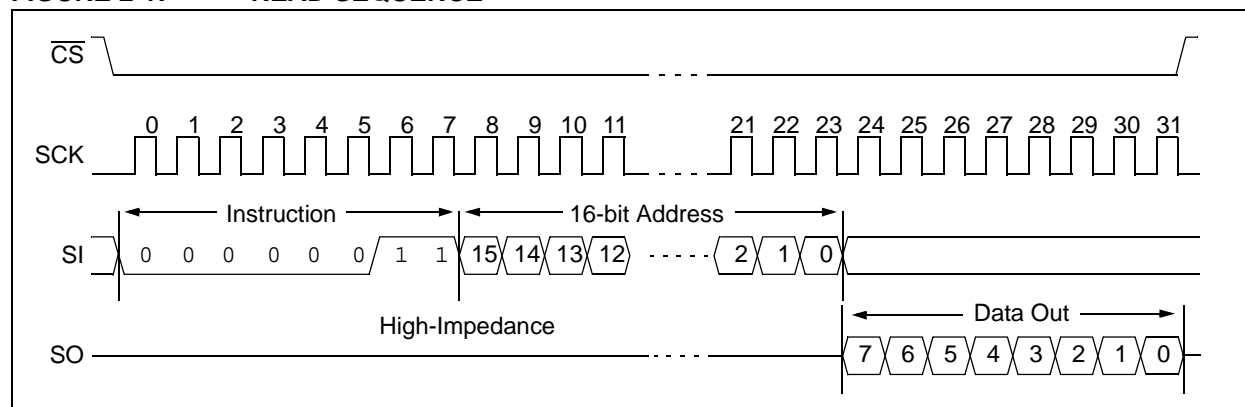 FIGURE 2-1: READ SEQUENCE
CS
0 1 2 3 4 5 6 7 8 9 10 11 21 22 23 24 25 26 27 28 29 30 31
SCK
Instruction 16-bit Address
SI 0 0 0 0 0 0 1 1 15 14 13 12 2 1 0
Data Out
High-Impedance
SO 7 6 5 4 3 2 1 0